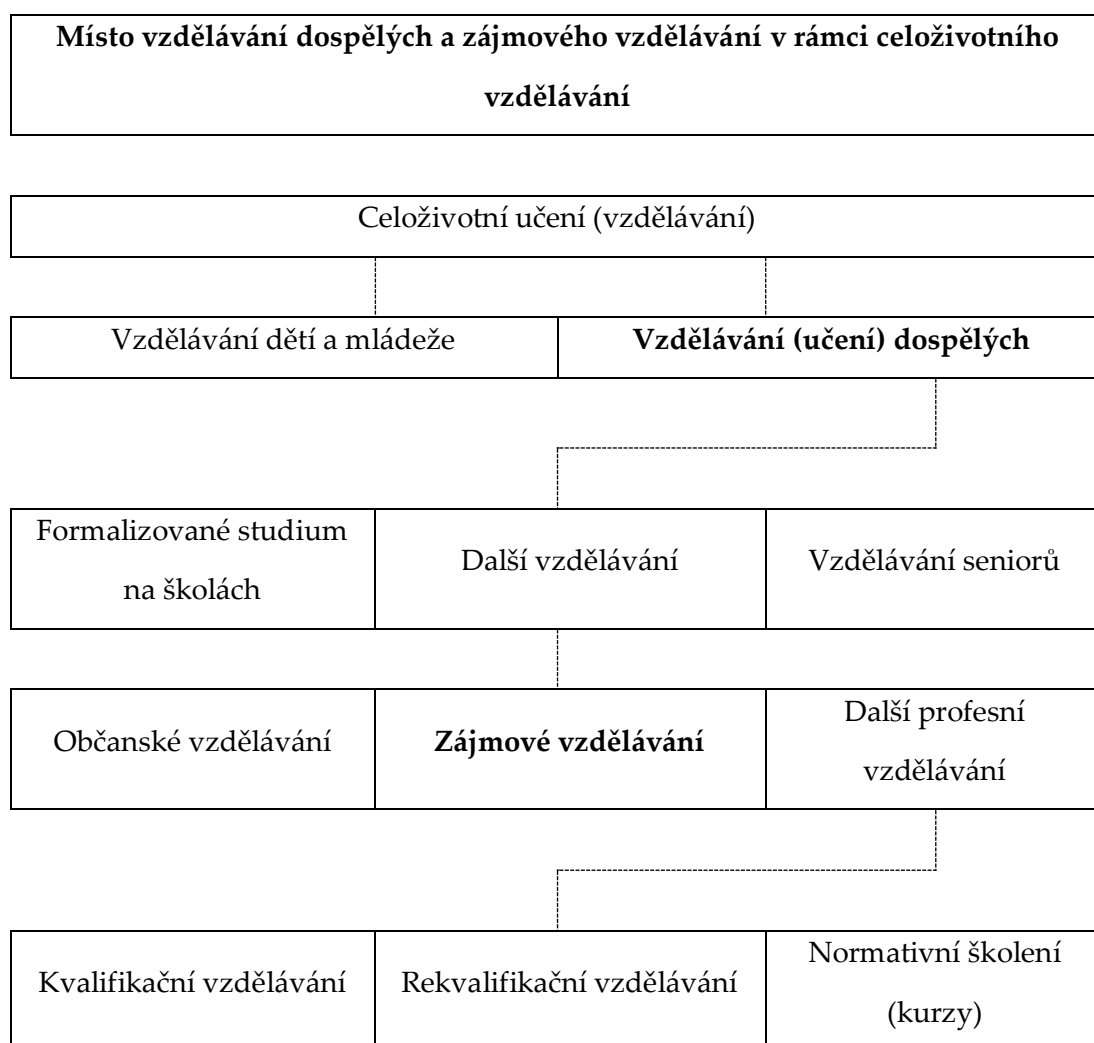 Místo vzdělávání dospělých a zájmového vzdělávání v rámci celoživotního
vzdělávání
Celoživotní učení (vzdělávání)
Vzdělávání dětí a mládeže
Vzdělávání (učení) dospělých
Formalizované studium
na školách
Další vzdělávání
Vzdělávání seniorů
Občanské vzdělávání
Zájmové vzdělávání
Další profesní
vzdělávání
Kvalifikační vzdělávání
Rekvalifikační vzdělávání
Normativní školení
(kurzy)